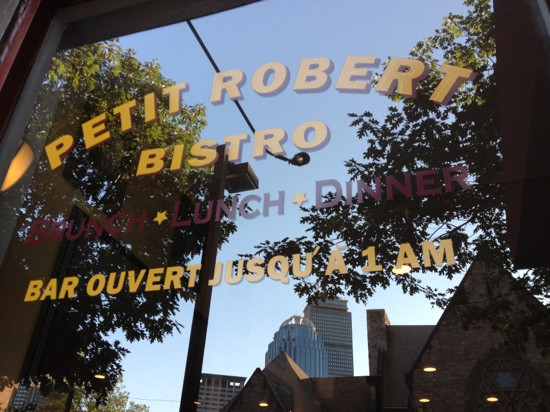 PETIT ROBERT
BISTRO
BRUNCH ★ LUNCH ★ DINNER
BAR OUVERT JUSQU'À 1 AM